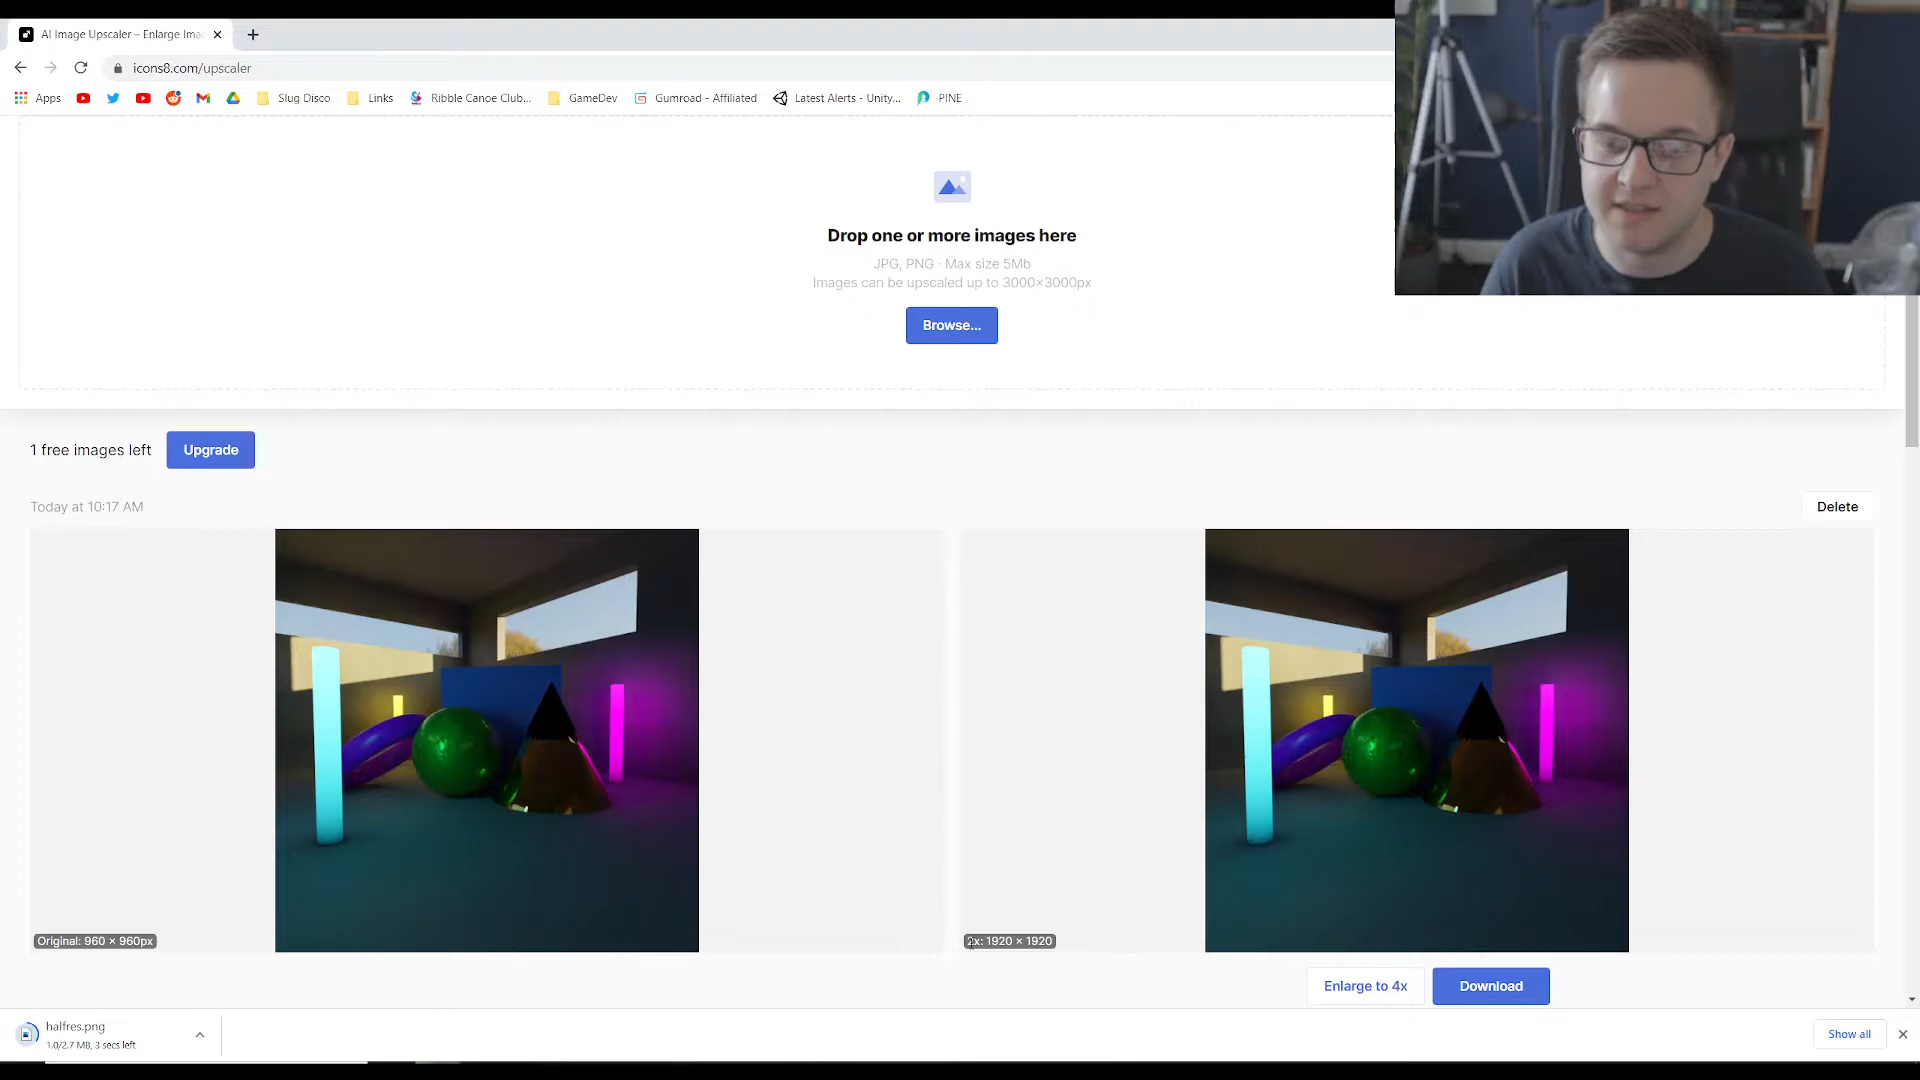 AI Image Upscaler – Enlarge Ima
icons8.com/upscaler
Apps
Slug Disco
Links
Ribble Canoe Club...
GameDev
Gumroad - Affiliated
Latest Alerts - Unity...
PINE
Drop one or more images here
JPG, PNG · Max size 5Mb
Images can be upscaled up to 3000×3000px
Browse...
1 free images left
Upgrade
Today at 10:17 AM
Delete
Original: 960 × 960px
2x: 1920 × 1920
Enlarge to 4x
Download
halfres.png
1.0/2.7 MB, 3 secs left
Show all